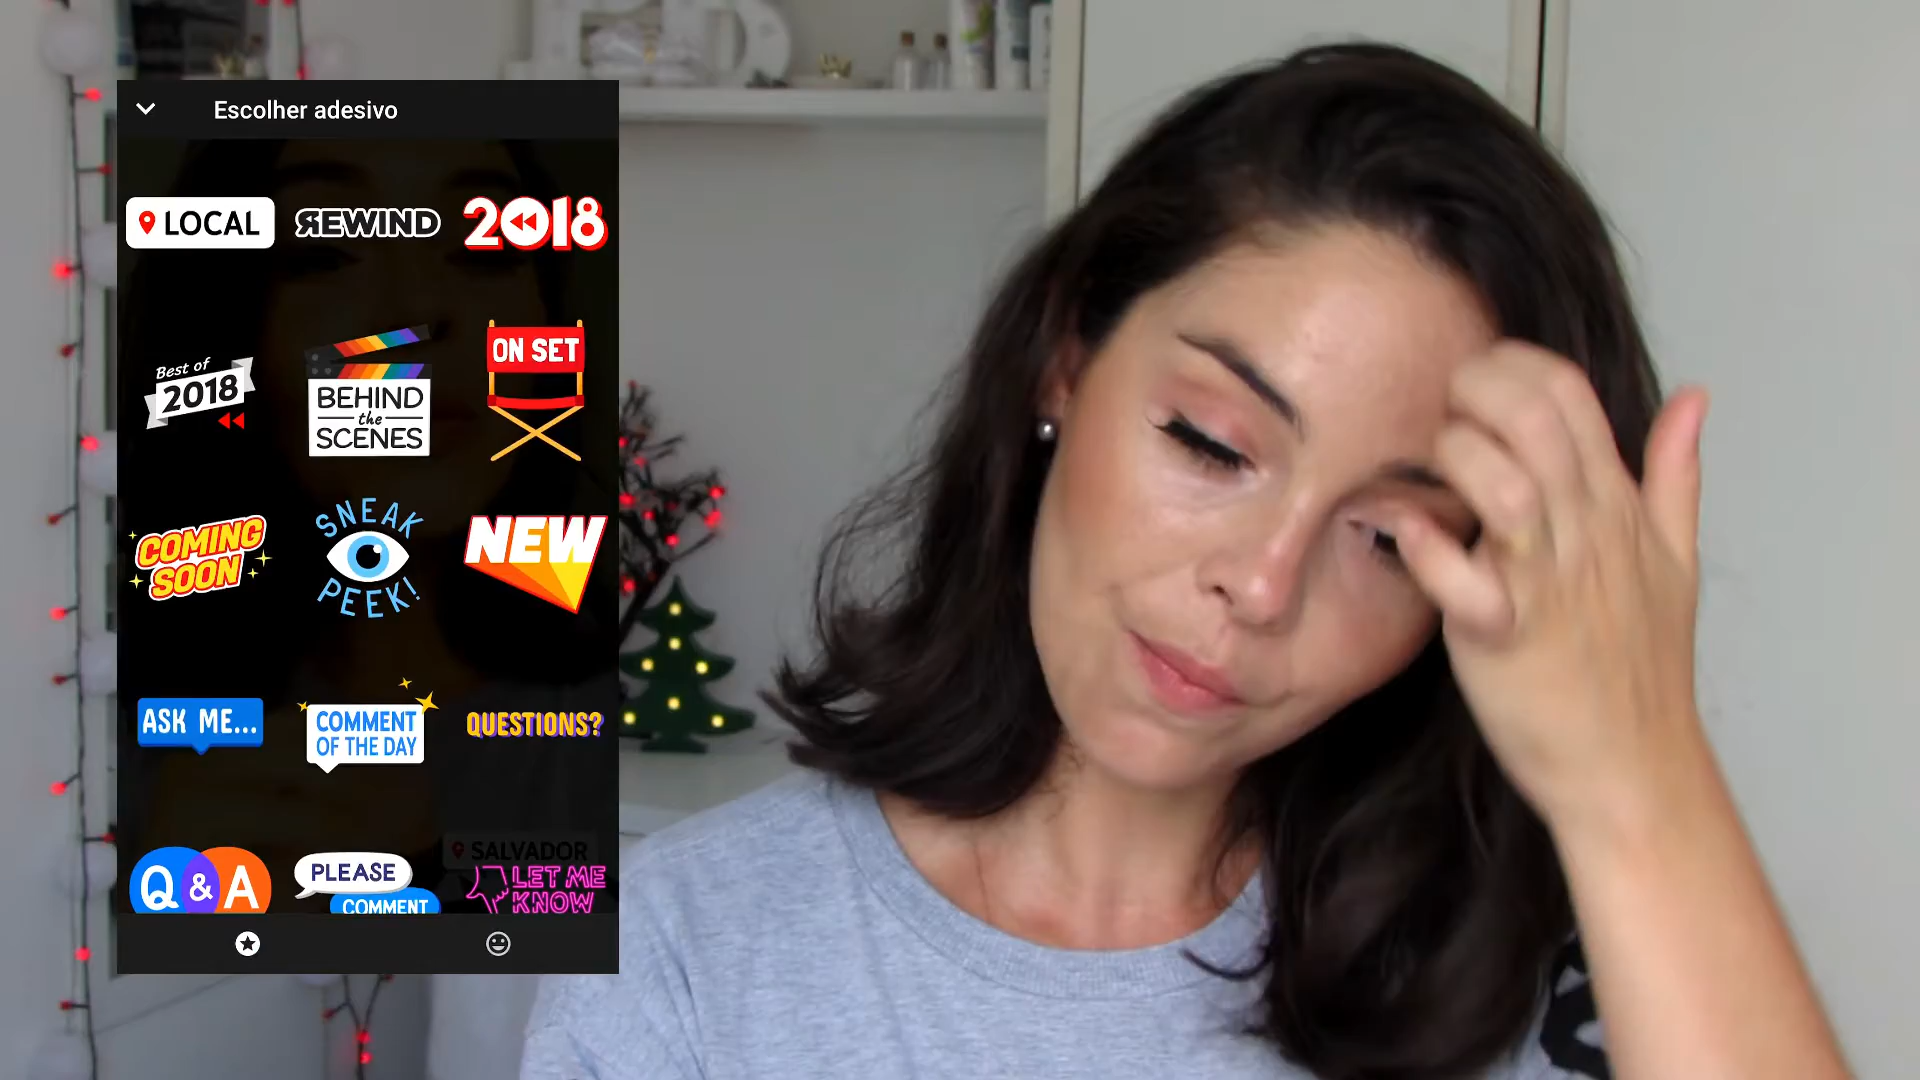 Escolher adesivo
LOCAL
REWIND
2018
Best of
2018
BEHIND
the
SCENES
ON SET
COMING
SOON
SNEAK
PEEK!
NEW
ASK ME...
COMMENT
OF THE DAY
QUESTIONS?
SALVADOR
Q & A
PLEASE
COMMENT
LET ME
KNOW